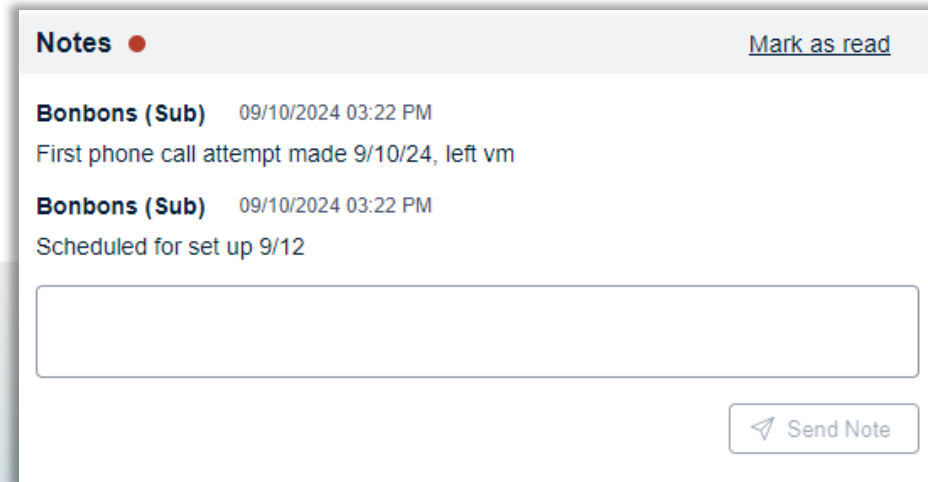 Notes
Mark as read
Bonbons (Sub) 09/10/2024 03:22 PM
First phone call attempt made 9/10/24, left vm
Bonbons (Sub) 09/10/2024 03:22 PM
Scheduled for set up 9/12
Send Note